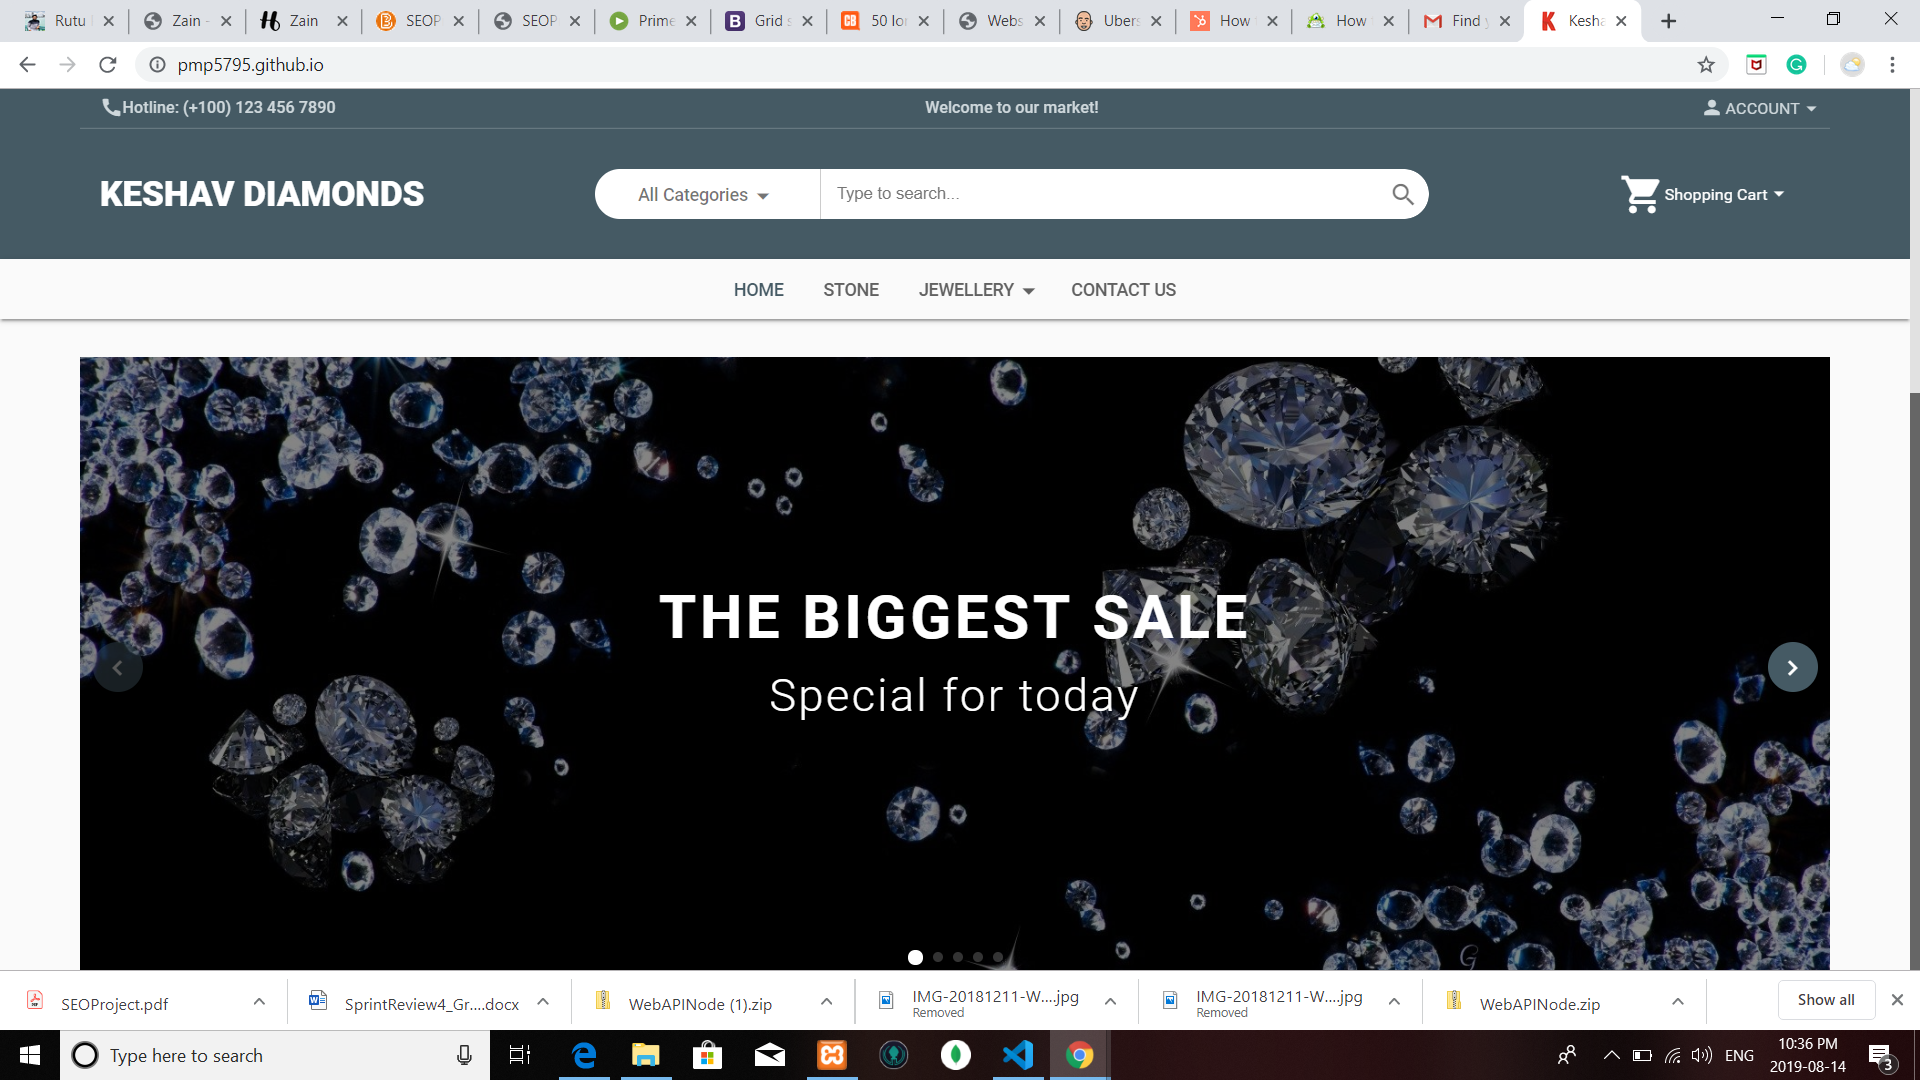 Rutu
Zain -
Zain
SEOP
SEOP
Prime
Grid s
50 lor
Webs
Ubers
How
How
Find y
Kesha
pmp5795.github.io
Hotline: (+100) 123 456 7890
Welcome to our market!
ACCOUNT
KESHAV DIAMONDS
All Categories
Type to search...
Shopping Cart
HOME
STONE
JEWELLERY
CONTACT US
THE BIGGEST SALE
Special for today
SEOProject.pdf
SprintReview4_Gr....docx
WebAPINode (1).zip
IMG-20181211-W....jpg
Removed
IMG-20181211-W....jpg
Removed
WebAPINode.zip
Show all
Type here to search
ENG
10:36 PM
2019-08-14
3